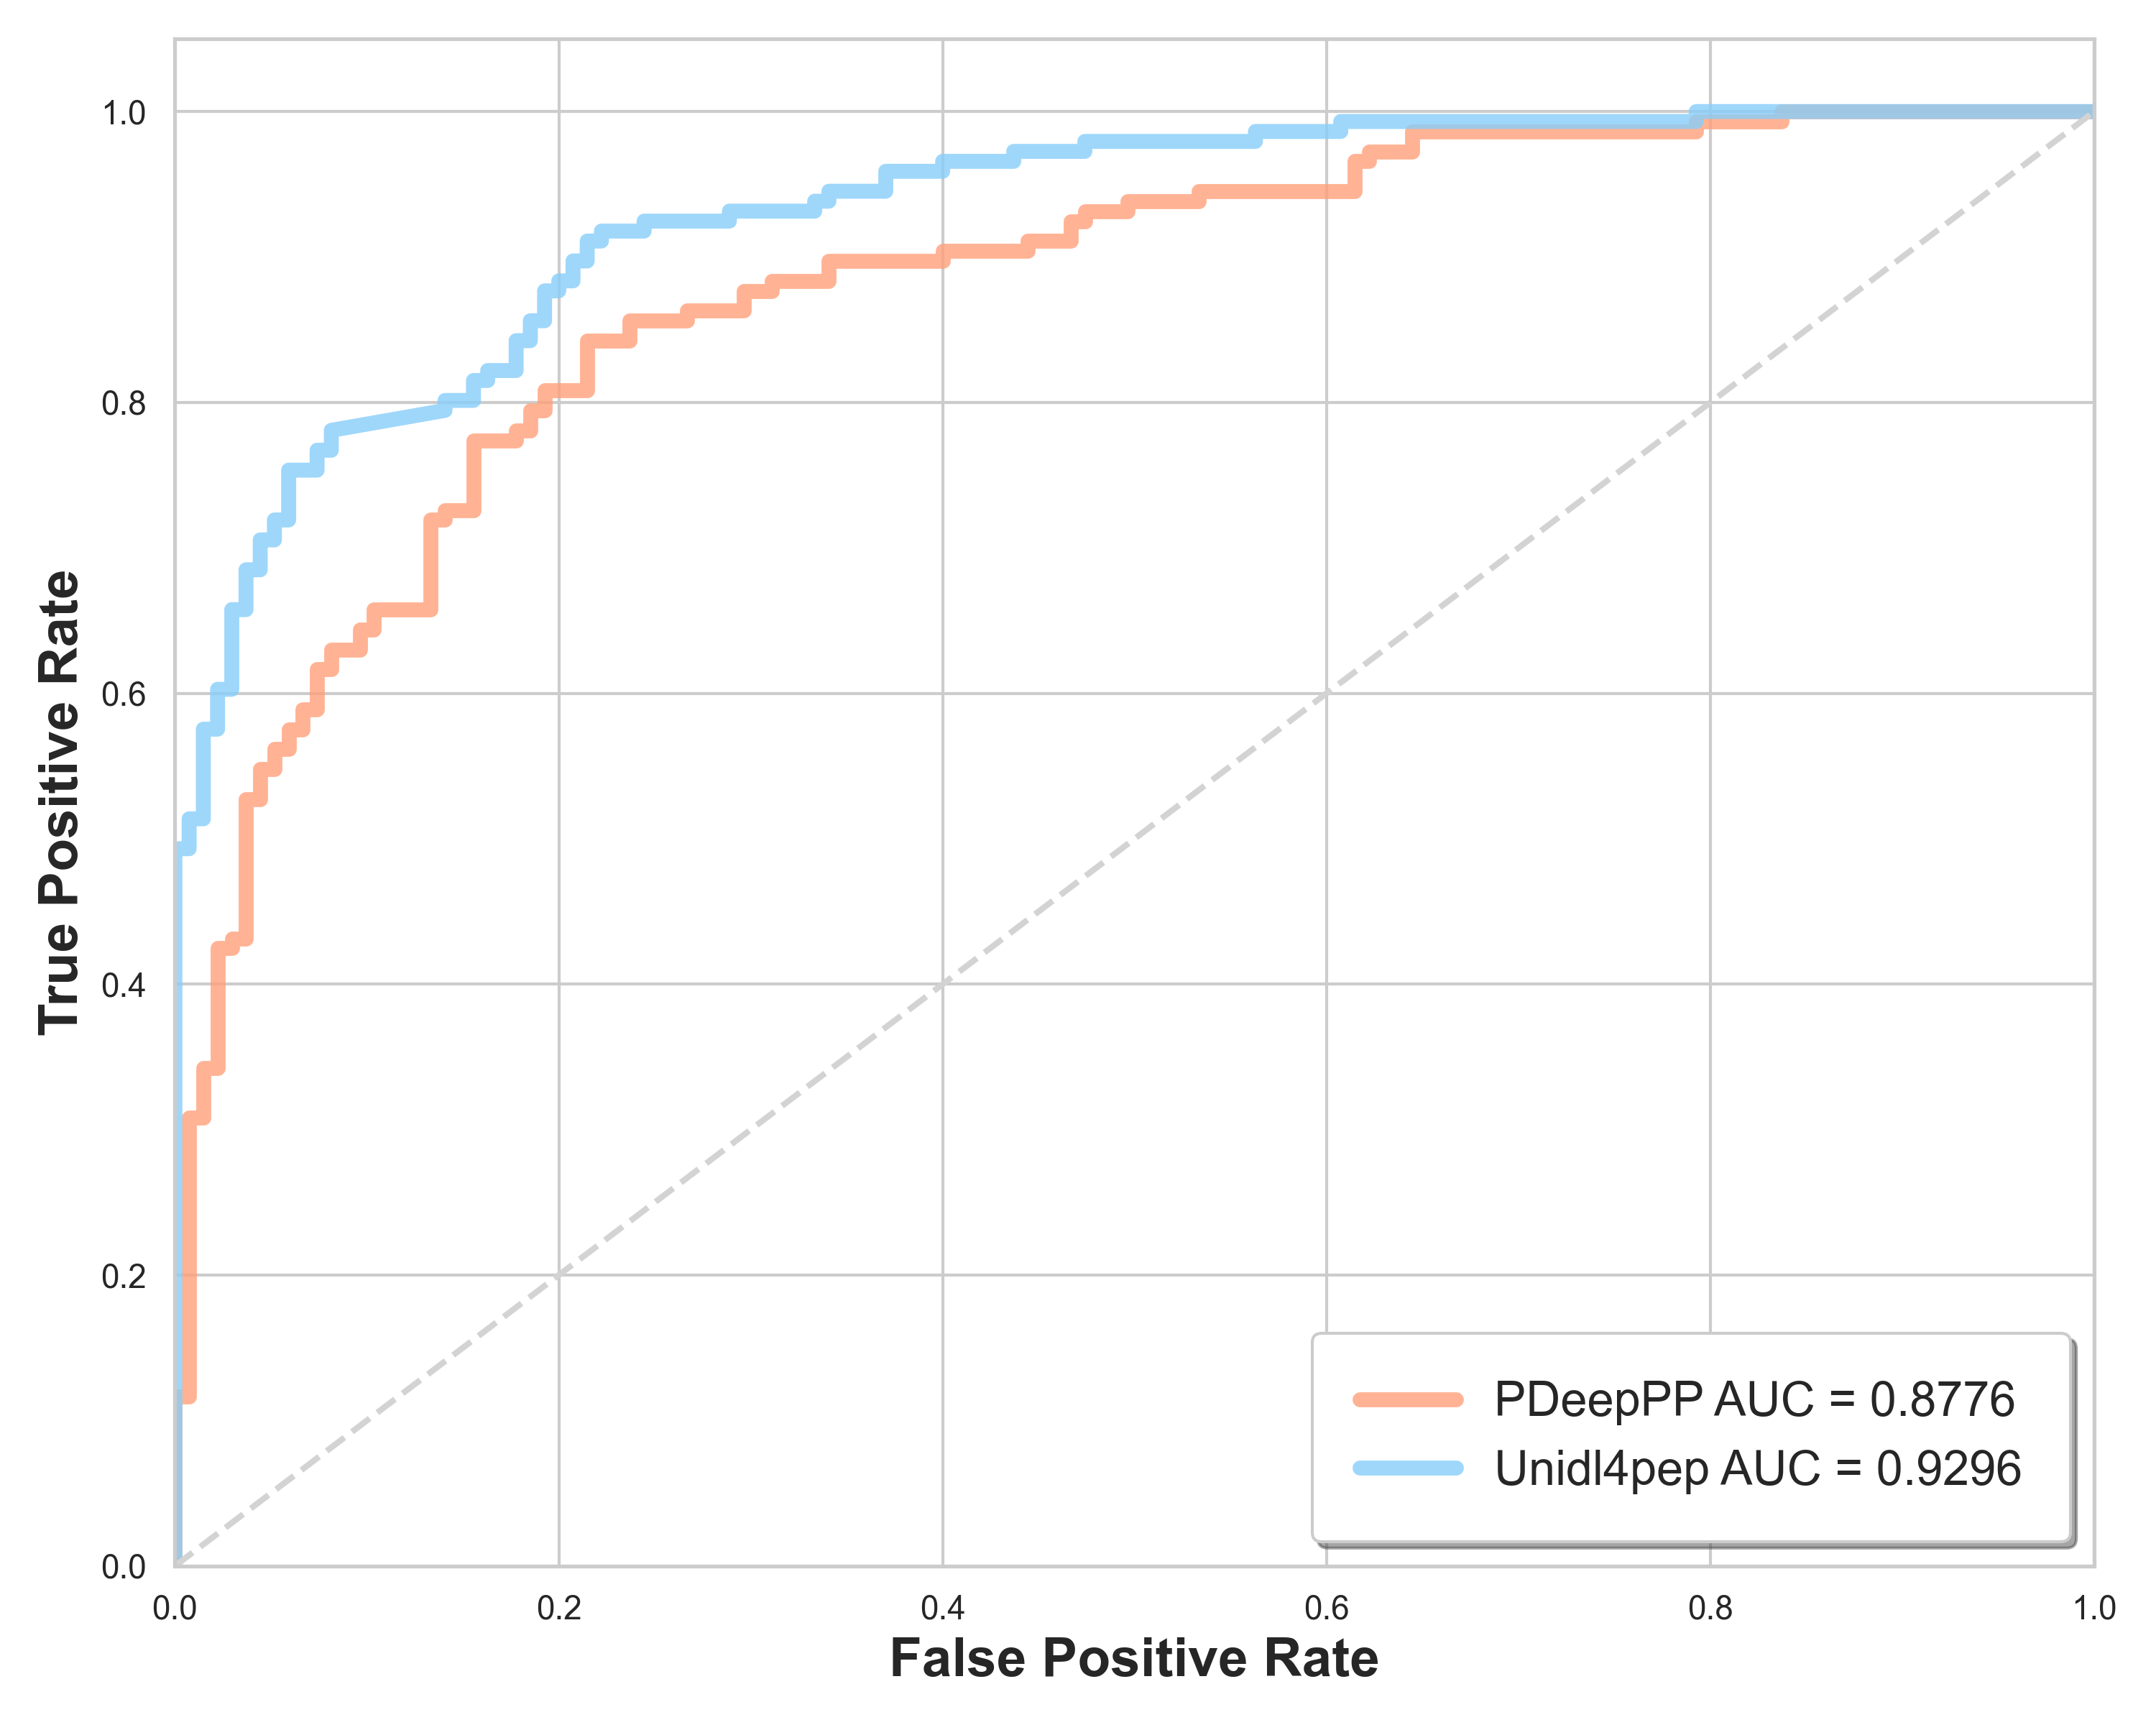 True Positive Rate
1.0
0.8
0.6
0.4
0.2
0.0
0.0 0.2 0.4 0.6 0.8 1.0
False Positive Rate
PDeepPP AUC = 0.8776
Unidl4pep AUC = 0.9296